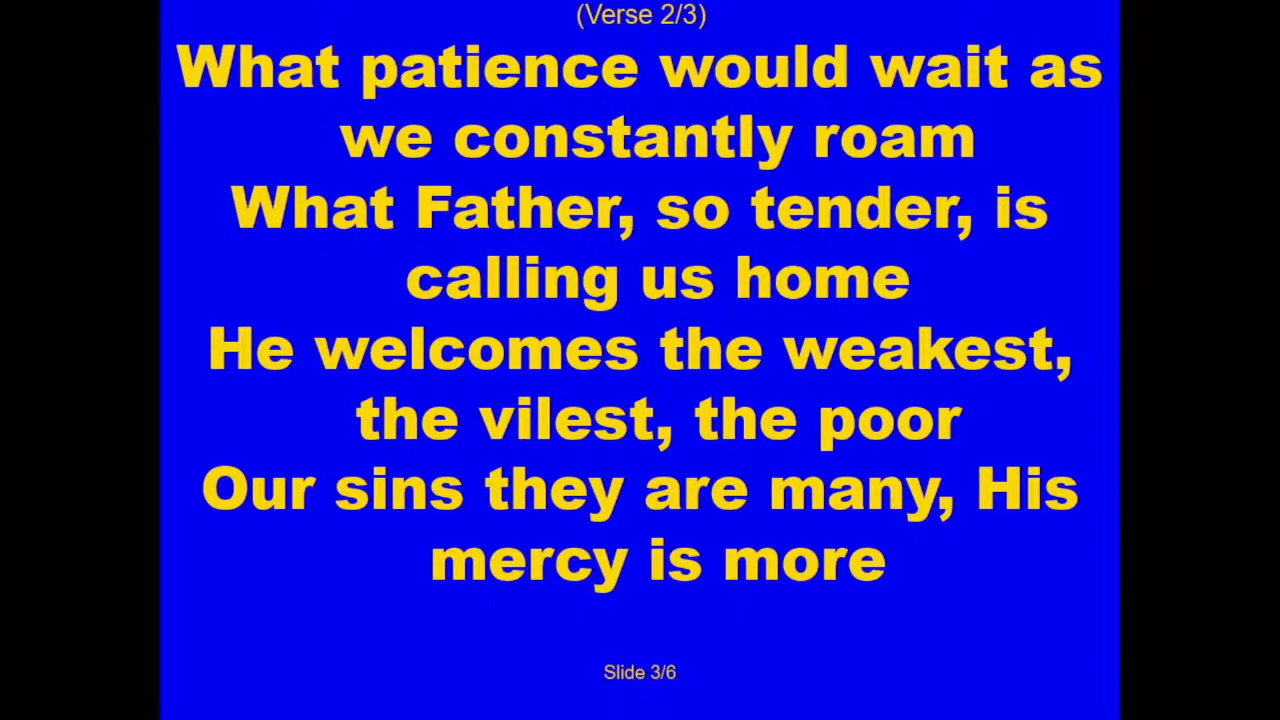 (Verse 2/3)
What patience would wait as
we constantly roam
What Father, so tender, is
calling us home
He welcomes the weakest,
the vilest, the poor
Our sins they are many, His
mercy is more
Slide 3/6